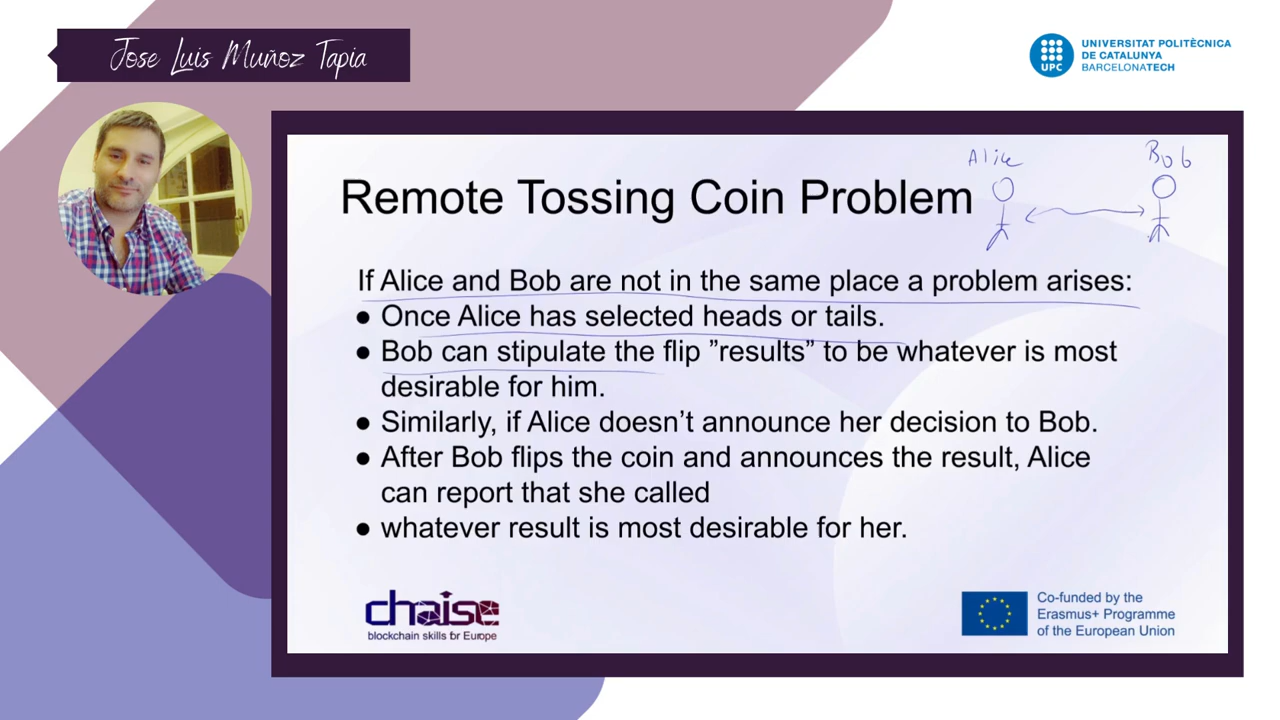 Jose Luis Muñoz Tapia
UPC
UNIVERSITAT POLITÈCNICA
DE CATALUNYA
BARCELONATECH
Alice
Bob
Remote Tossing Coin Problem
If Alice and Bob are not in the same place a problem arises:
● Once Alice has selected heads or tails.
● Bob can stipulate the flip ”results” to be whatever is most
desirable for him.
● Similarly, if Alice doesn’t announce her decision to Bob.
● After Bob flips the coin and announces the result, Alice
can report that she called
● whatever result is most desirable for her.
chaise
blockchain skills for Europe
Co-funded by the
Erasmus+ Programme
of the European Union